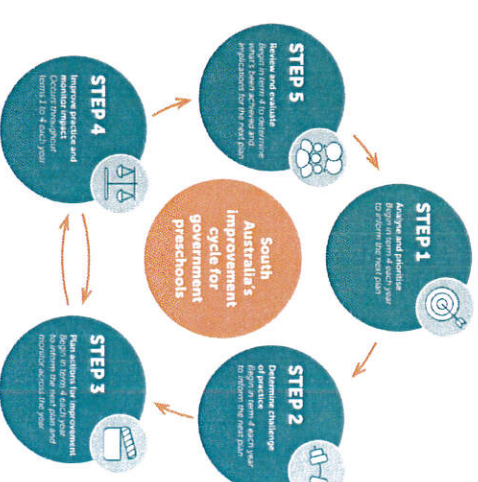 South
Australia's
improvement
cycle for
government
preschools
STEP 1
Analyse and prioritise
Begin in term 4 each year
to inform the next plan
STEP 2
Determine challenge
of practice
Begin in term 4 each year
to inform the next plan
STEP 3
Plan actions for improvement
Begin in term 4 each year
to inform the next plan and
monitor across the year
STEP 4
Improve practice and
monitor impact
Occurs throughout
terms 1 to 4 each year
STEP 5
Review and evaluate
Begin in term 4 to determine
what's been achieved and
implications for the next plan